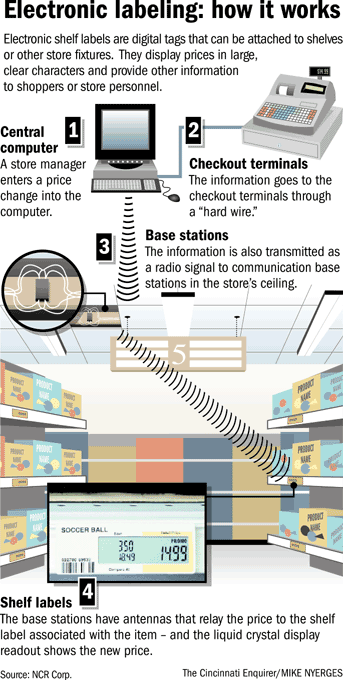 Electronic labeling: how it works
Electronic shelf labels are digital tags that can be attached to shelves
or other store fixtures. They display prices in large,
clear characters and provide other information
to shoppers or store personnel.
1
Central
computer
A store manager
enters a price
change into the
computer.
2
Checkout terminals
The information goes to the
checkout terminals through
a “hard wire.”
3
Base stations
The information is also transmitted as
a radio signal to communication base
stations in the store’s ceiling.
5
PRODUCT
NAME
PRODUCT
NAME
PRODUCT
NAME
PRODUCT
NAME
PRODUCT
NAME
PRODUCT
NAME
SOCCER BALL
350
1849
PROMO
1499
4
Shelf labels
The base stations have antennas that relay the price to the shelf
label associated with the item – and the liquid crystal display
readout shows the new price.
Source: NCR Corp.
The Cincinnati Enquirer/MIKE NYERGES